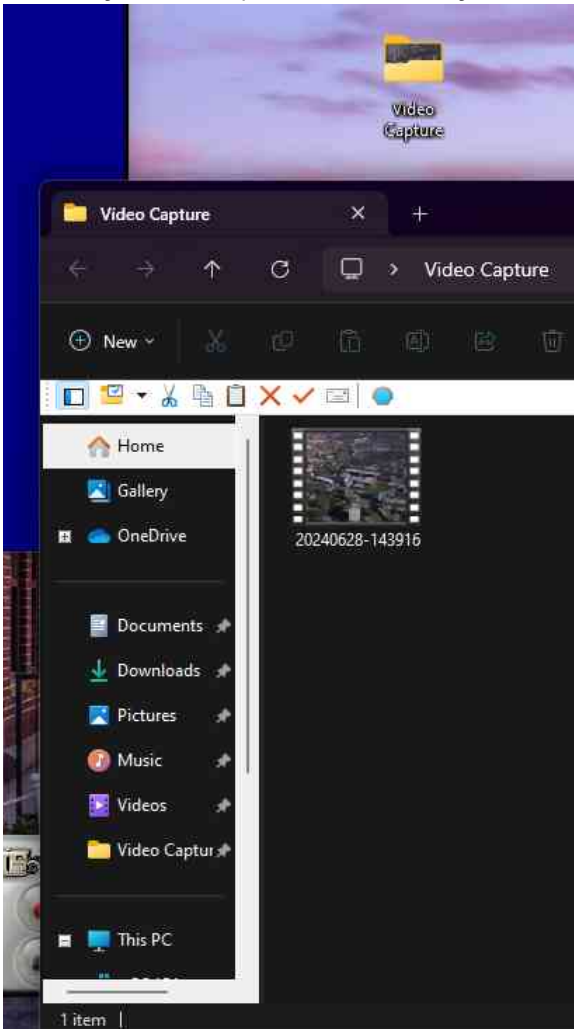 Video
Capture
Video Capture
Video Capture
New
Home
Gallery
OneDrive
20240628-143916
Documents
Downloads
Pictures
Music
Videos
Video Captur
This PC
1 item